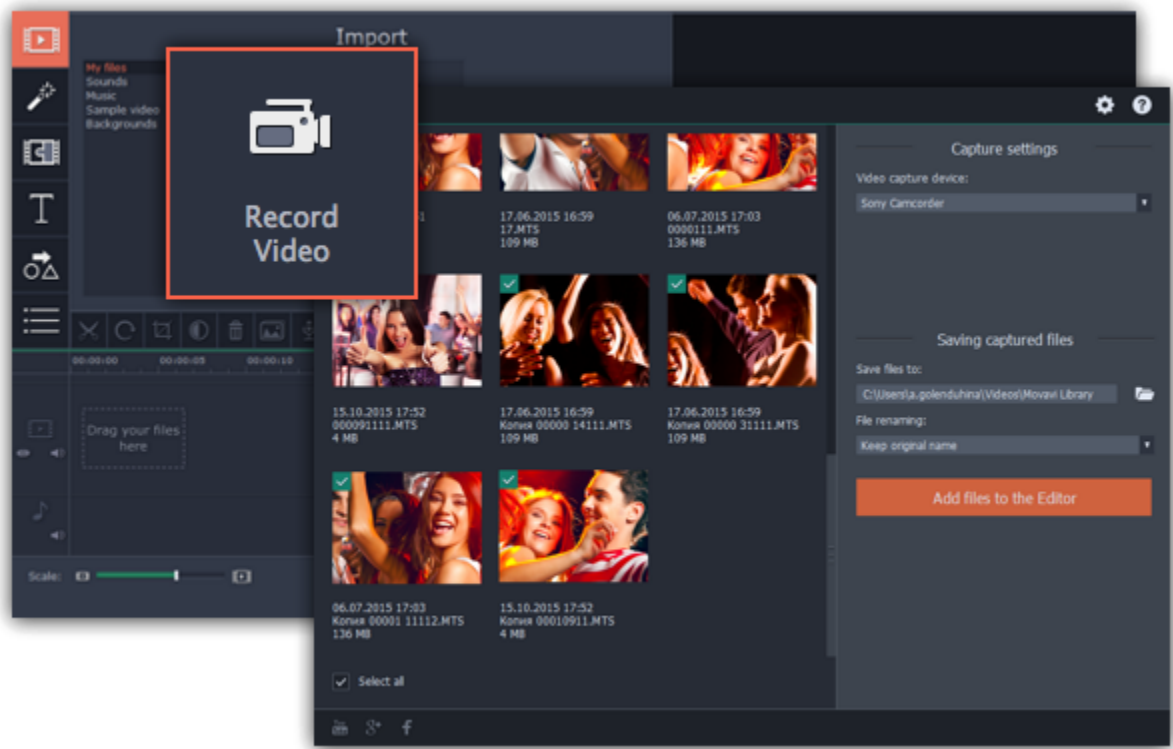 Import
My files
Sounds
Music
Sample video
Backgrounds
Record
Video
T
00:00:00 00:00:05 00:00:10
Drag your files
here
Scale:
17.06.2015 16:59
17.MTS
109 MB
06.07.2015 17:03
0000111.MTS
136 MB
15.10.2015 17:52
000091111.MTS
4 MB
17.06.2015 16:59
Копия 00000 14111.MTS
109 MB
17.06.2015 16:59
Копия 00000 31111.MTS
109 MB
06.07.2015 17:03
Копия 00001 11112.MTS
136 MB
15.10.2015 17:52
Копия 00010911.MTS
4 MB
Select all
Capture settings
Video capture device:
Sony Camcorder
Saving captured files
Save files to:
C:\Users\a.golenduhina\Videos\Movavi Library
File renaming:
Keep original name
Add files to the Editor